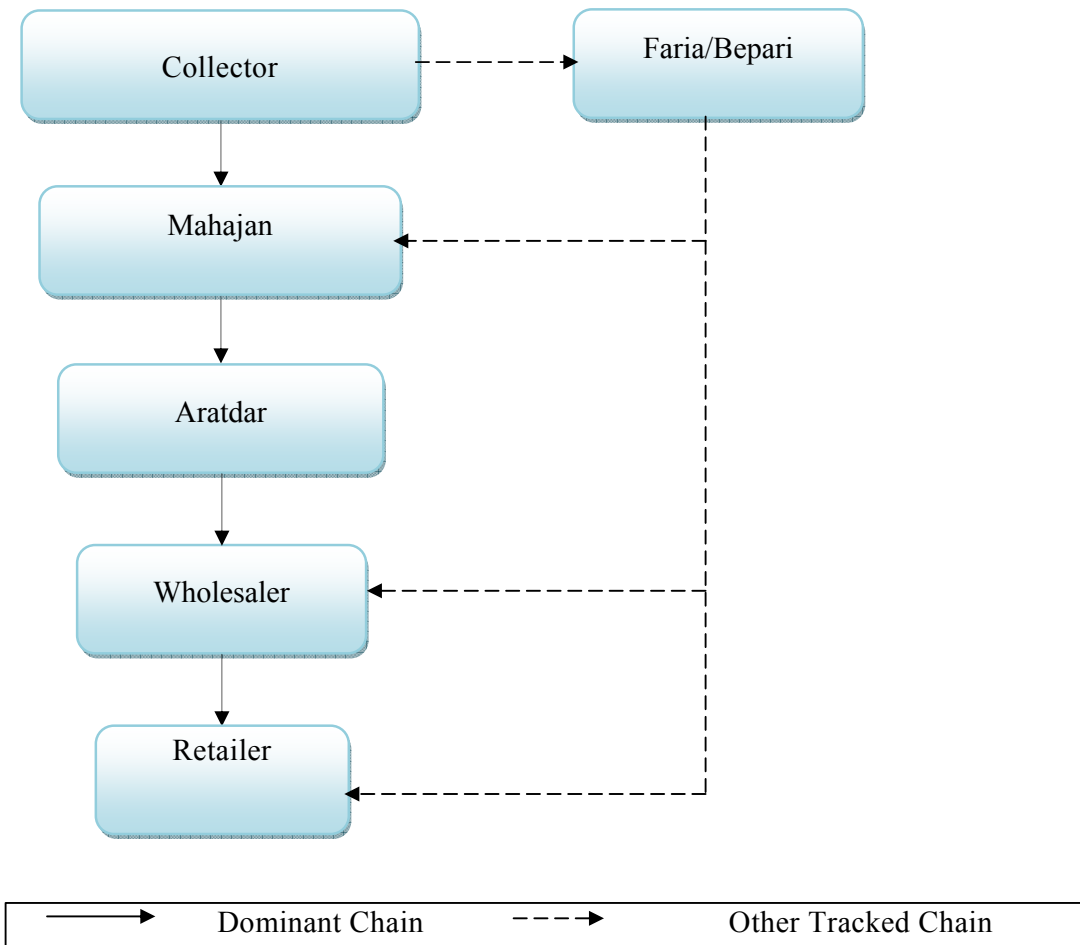 Collector
Faria/Bepari
Mahajan
Aratdar
Wholesaler
Retailer
Dominant Chain
Other Tracked Chain